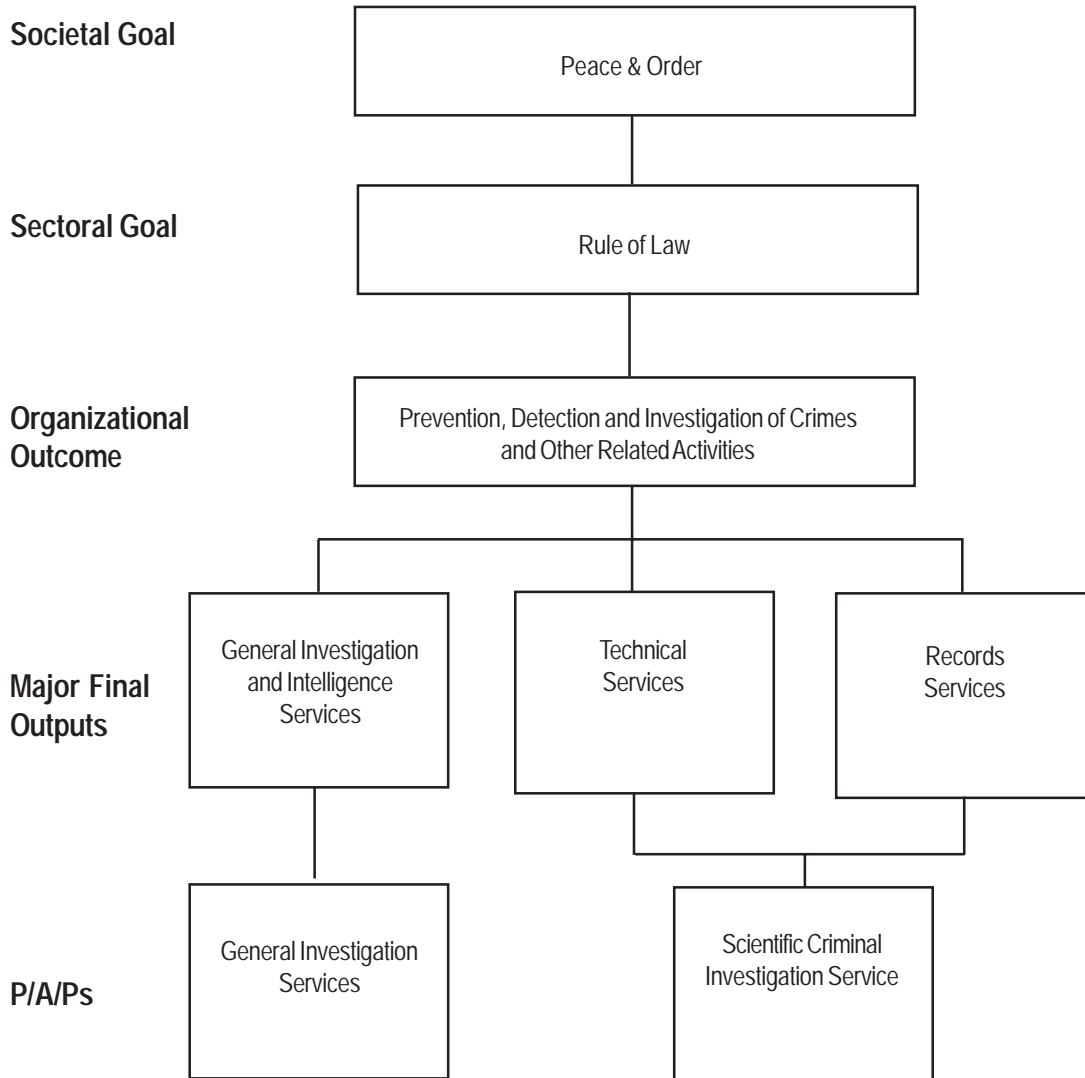 Societal Goal
Peace & Order
Sectoral Goal
Rule of Law
Organizational
Outcome
Prevention, Detection and Investigation of Crimes
and Other Related Activities
Major Final
Outputs
General Investigation
and Intelligence
Services
Technical
Services
Records
Services
P/A/Ps
General Investigation
Services
Scientific Criminal
Investigation Service